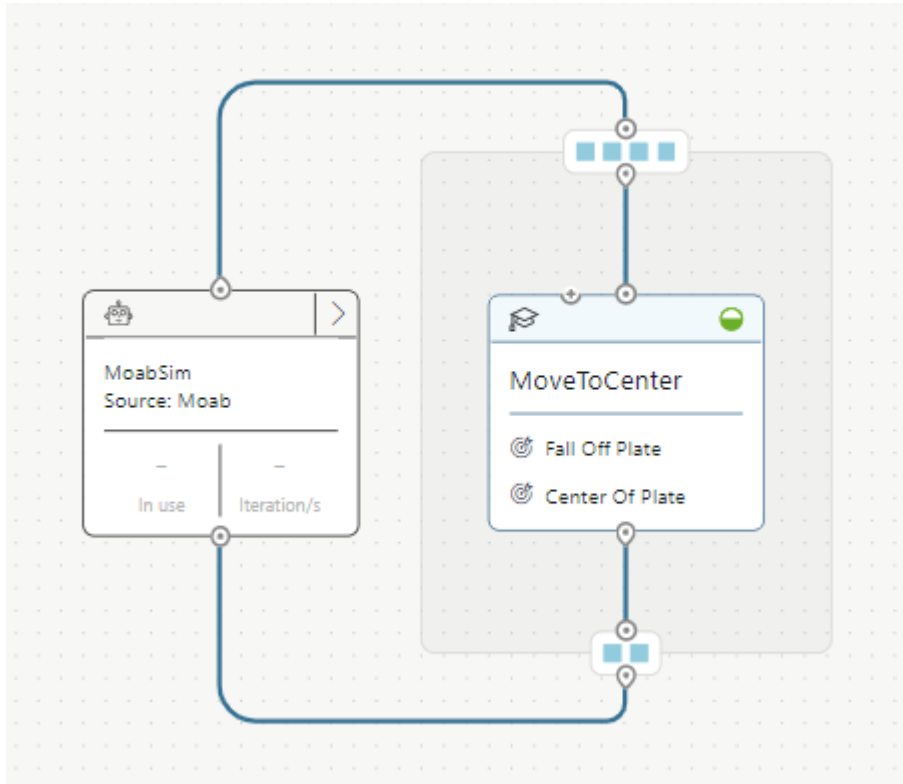 MoabSim
Source: Moab
–
–
In use
Iteration/s
MoveToCenter
Fall Off Plate
Center Of Plate